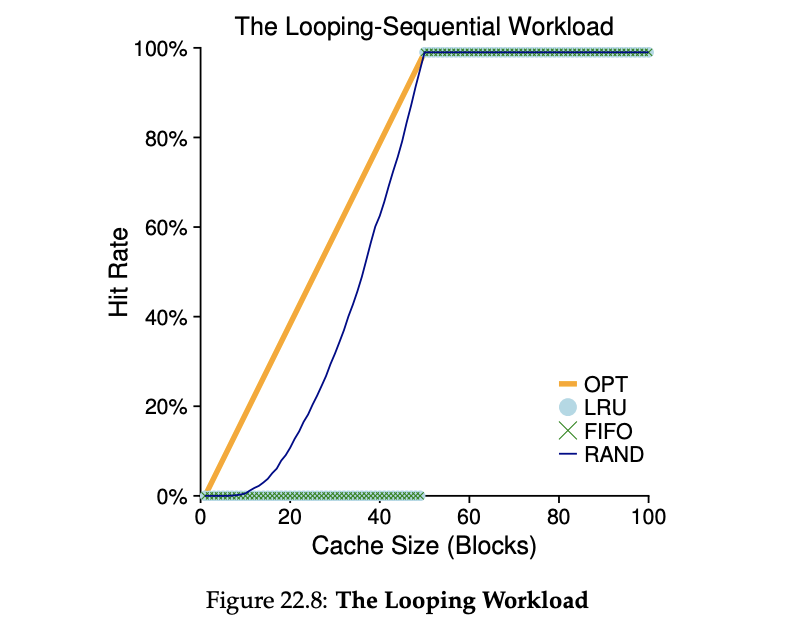 The Looping-Sequential Workload
100%
80%
60%
40%
20%
0%
Hit Rate
0 20 40 60 80 100
Cache Size (Blocks)
OPT
LRU
FIFO
RAND
Figure 22.8: The Looping Workload